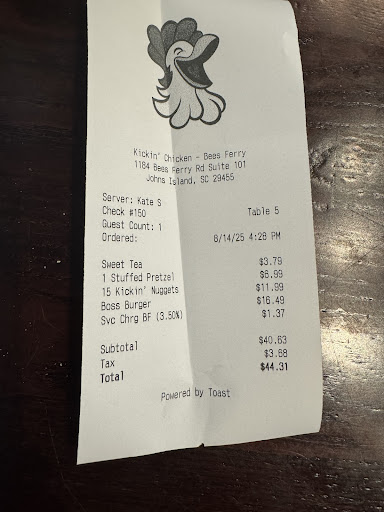 Kickin' Chicken - Bees Ferry
1184 Bees Ferry Rd Suite 101
Johns Island, SC 29455
Server: Kate S
Check #150 Table 5
Guest Count: 1
Ordered: 8/14/25 4:28 PM
Sweet Tea $3.79
1 Stuffed Pretzel $6.99
15 Kickin' Nuggets $11.99
Boss Burger $16.49
Svc Chrg BF (3.50%) $1.37
Subtotal $40.63
Tax $3.68
Total $44.31
Powered by Toast